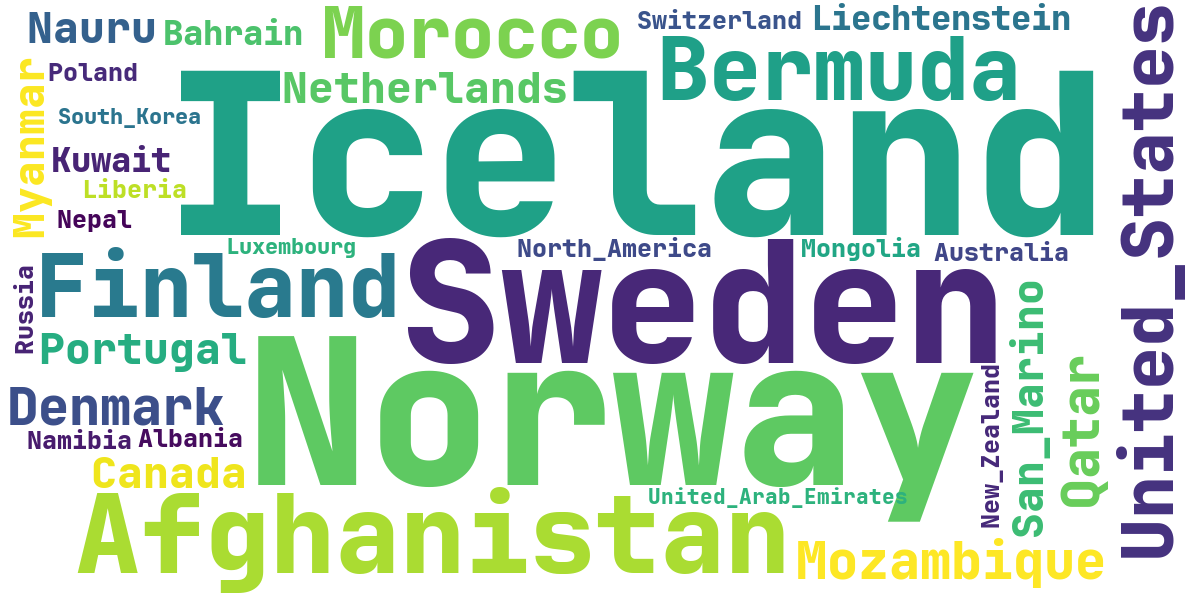 Nauru
Bahrain
Morocco
Switzerland
Liechtenstein
Myanmar
Poland
Netherlands
Bermuda
Iceland
South_Korea
Kuwait
Liberia
Nepal
United_States
Luxembourg
North_America
Mongolia
Australia
Russia
Finland
Sweden
Portugal
Norway
San_Marino
Qatar
Denmark
Namibia
Albania
New_Zealand
Canada
United_Arab_Emirates
Afghanistan
Mozambique